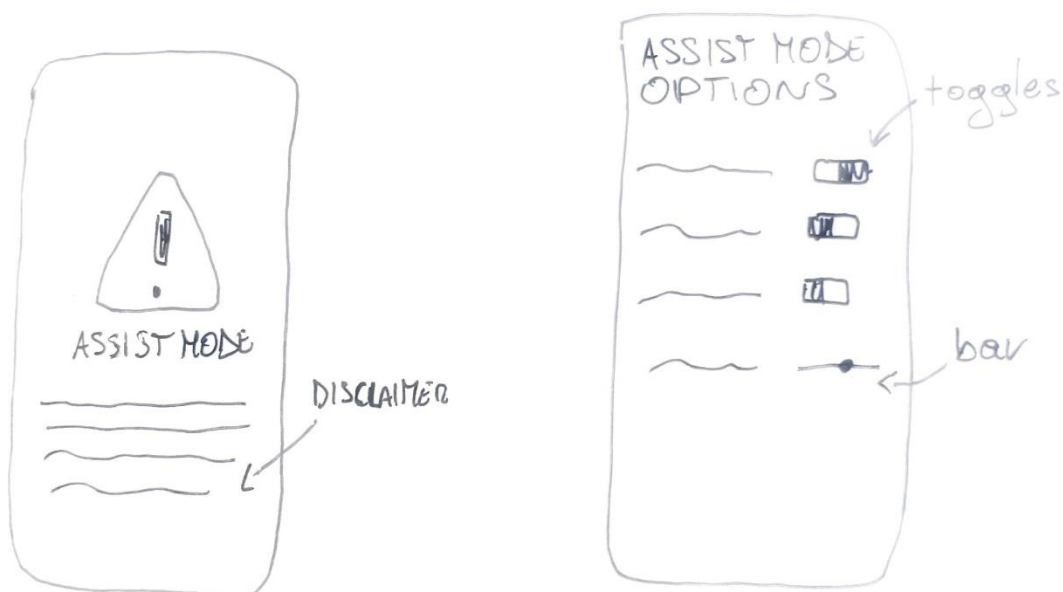 ASSIST MODE
DISCLAIMER
ASSIST MODE
OPTIONS
toggles
bar